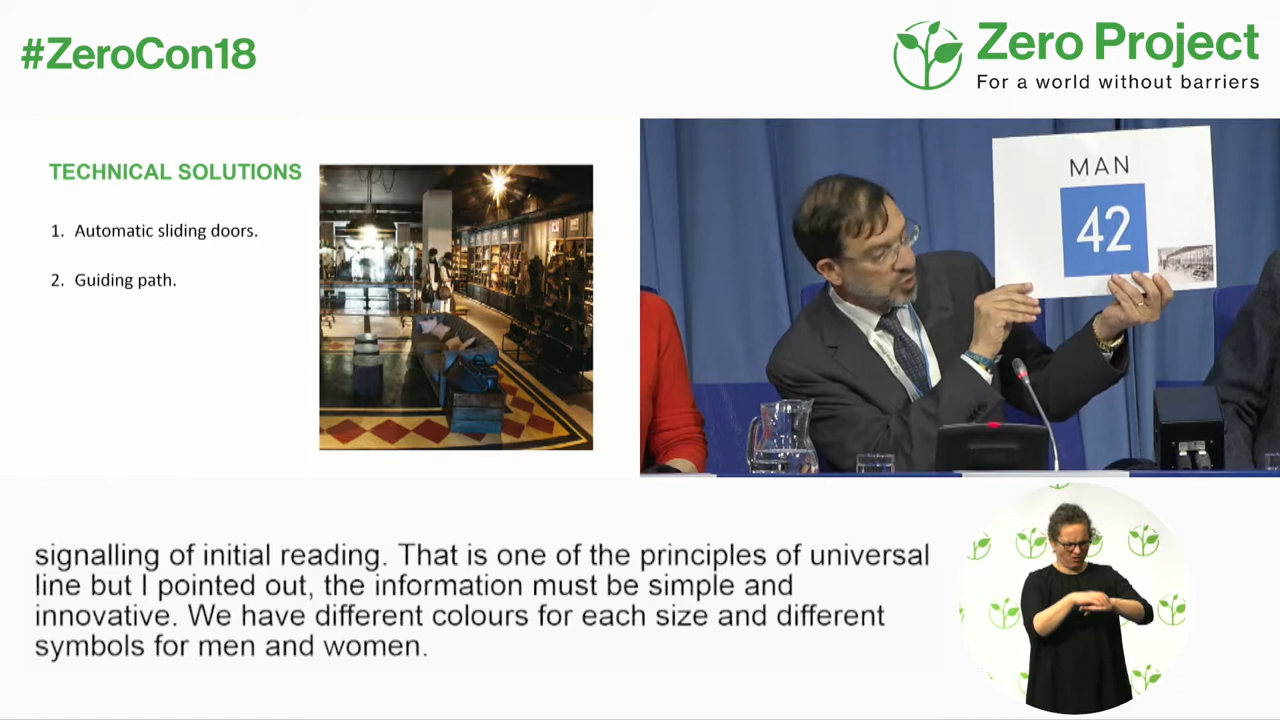 #ZeroCon18
Zero Project
For a world without barriers
TECHNICAL SOLUTIONS
1. Automatic sliding doors.
2. Guiding path.
MAN
42
signalling of initial reading. That is one of the principles of universal
line but I pointed out, the information must be simple and
innovative. We have different colours for each size and different
symbols for men and women.